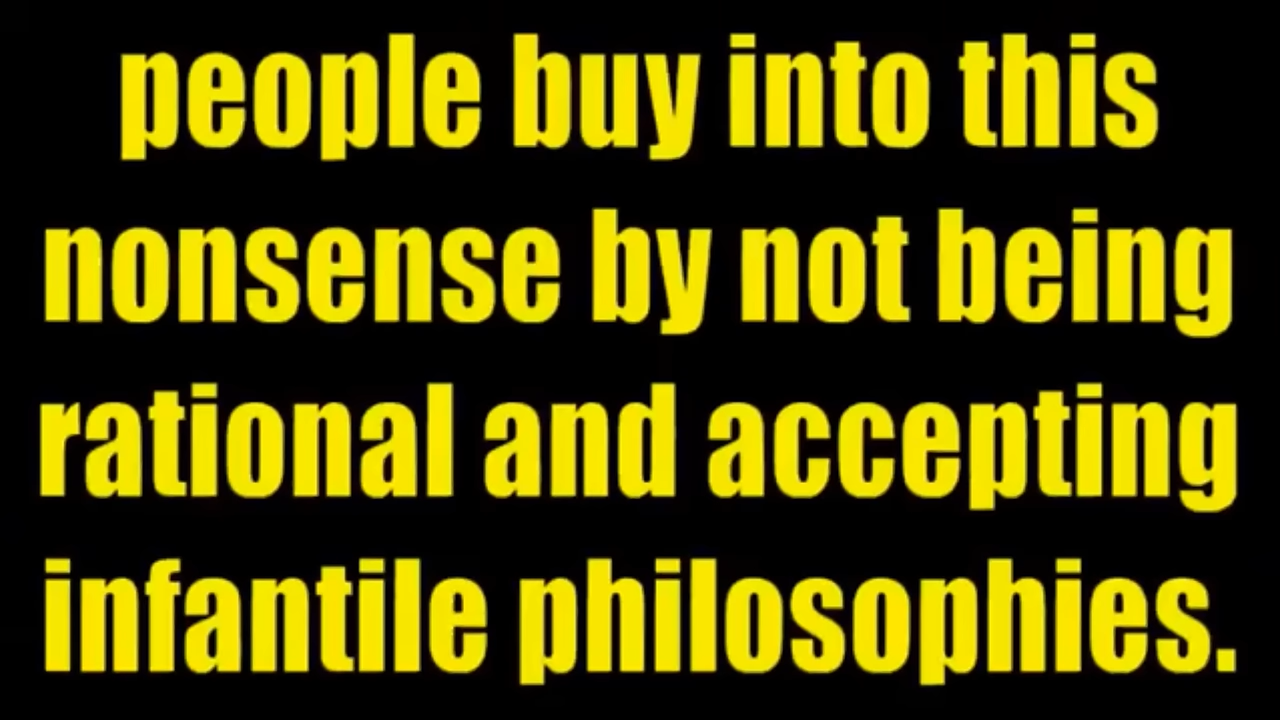 people buy into this
nonsense by not being
rational and accepting
infantile philosophies.